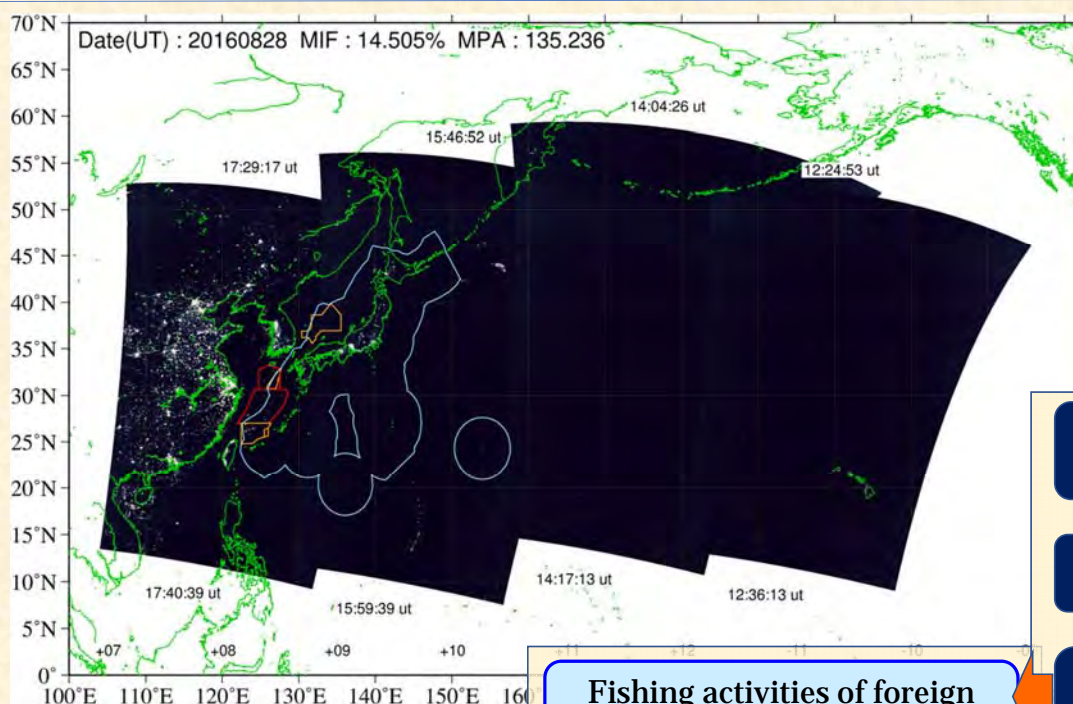 70°N
Date(UT) : 20160828 MIF : 14.505% MPA : 135.236
65°N
14:04:26 ut
60°N
15:46:52 ut
55°N
17:29:17 ut
12:24:53 ut
50°N
45°N
40°N
35°N
30°N
25°N
20°N
15°N
10°N
14:17:13 ut
17:40:39 ut
12:36:13 ut
15:59:39 ut
5°N
+07 +08 +09 +10 +11 +12 -10
0°
100°E 110°E 120°E 130°E 140°E 150°E
Fishing activities of foreign